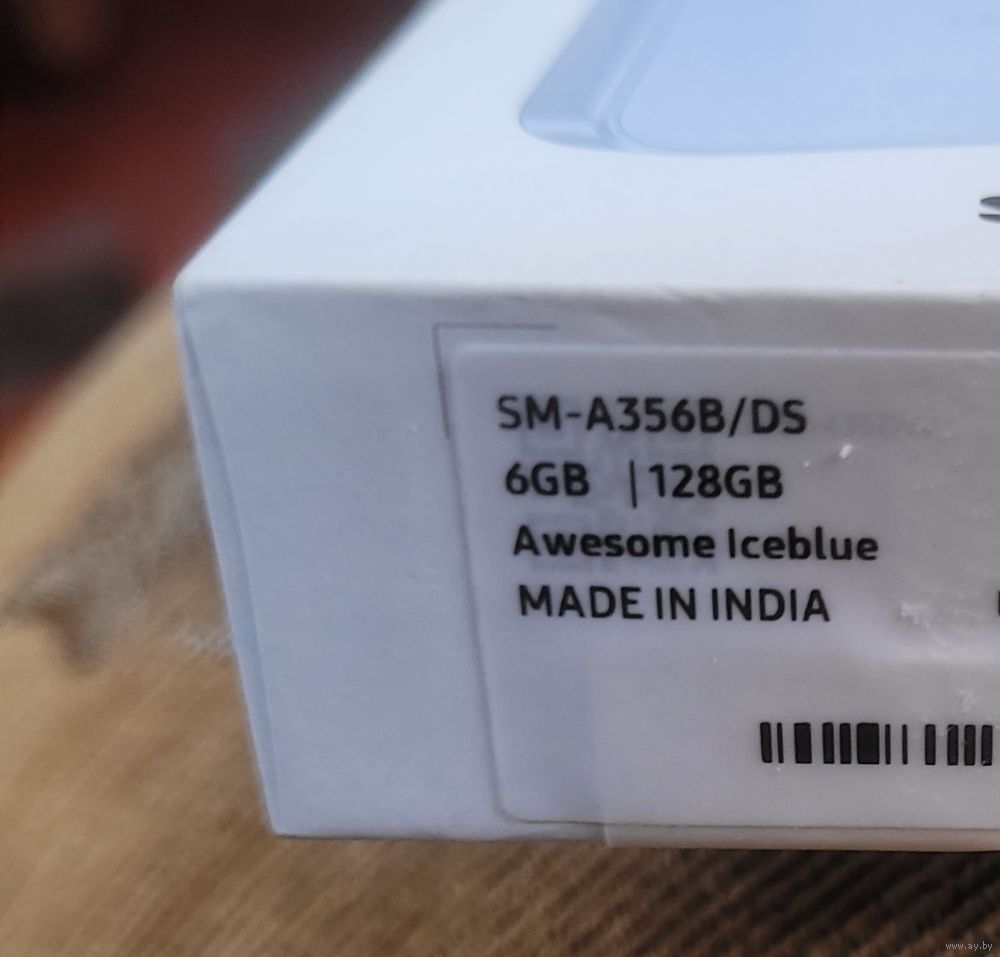 SM-A356B/DS
6GB | 128GB
Awesome Iceblue
MADE IN INDIA
www.ay.by